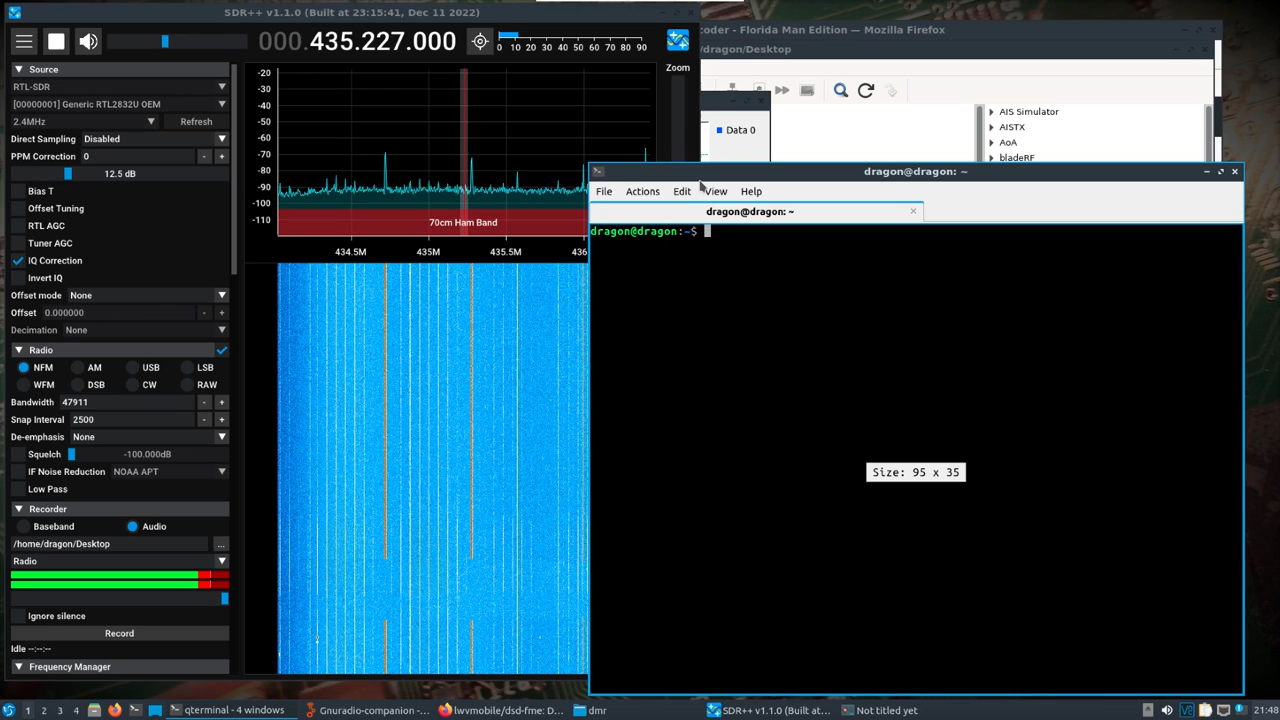 SDR++ v1.1.0 (Built at 23:15:41, Dec 11 2022)
000.435.227.000
0 10 20 30 40 50 60 70 80 90
Source
RTL-SDR
[00000001] Generic RTL2832U OEM
2.4MHz
Refresh
Direct Sampling
Disabled
PPM Correction
0
-
+
12.5 dB
Bias T
Offset Tuning
RTL AGC
Tuner AGC
IQ Correction
Invert IQ
Offset mode
None
Offset
0.000000
-
+
Decimation
None
Radio
NFM
AM
USB
LSB
WFM
DSB
CW
RAW
Bandwidth
47911
-
+
Snap Interval
2500
-
+
De-emphasis
None
Squelch
-100.000dB
IF Noise Reduction
NOAA APT
Low Pass
Recorder
Baseband
Audio
/home/dragon/Desktop
...
Radio
Ignore silence
Record
Idle --:--:--
Frequency Manager
-20
-30
-40
-50
-60
-70
-80
-90
-100
-110
70cm Ham Band
434.5M
435M
435.5M
436
Zoom
coder - Florida Man Edition — Mozilla Firefox
/dragon/Desktop
Data 0
AIS Simulator
AISTX
AoA
bladeRF
dragon@dragon: ~
File
Actions
Edit
View
Help
dragon@dragon: ~
dragon@dragon:~$
Size: 95 x 35
1
2
3
4
qterminal - 4 windows
Gnuradio-companion -...
lwvmobile/dsd-fme: D...
dmr
SDR++ v1.1.0 (Built at...
Not titled yet
21:48